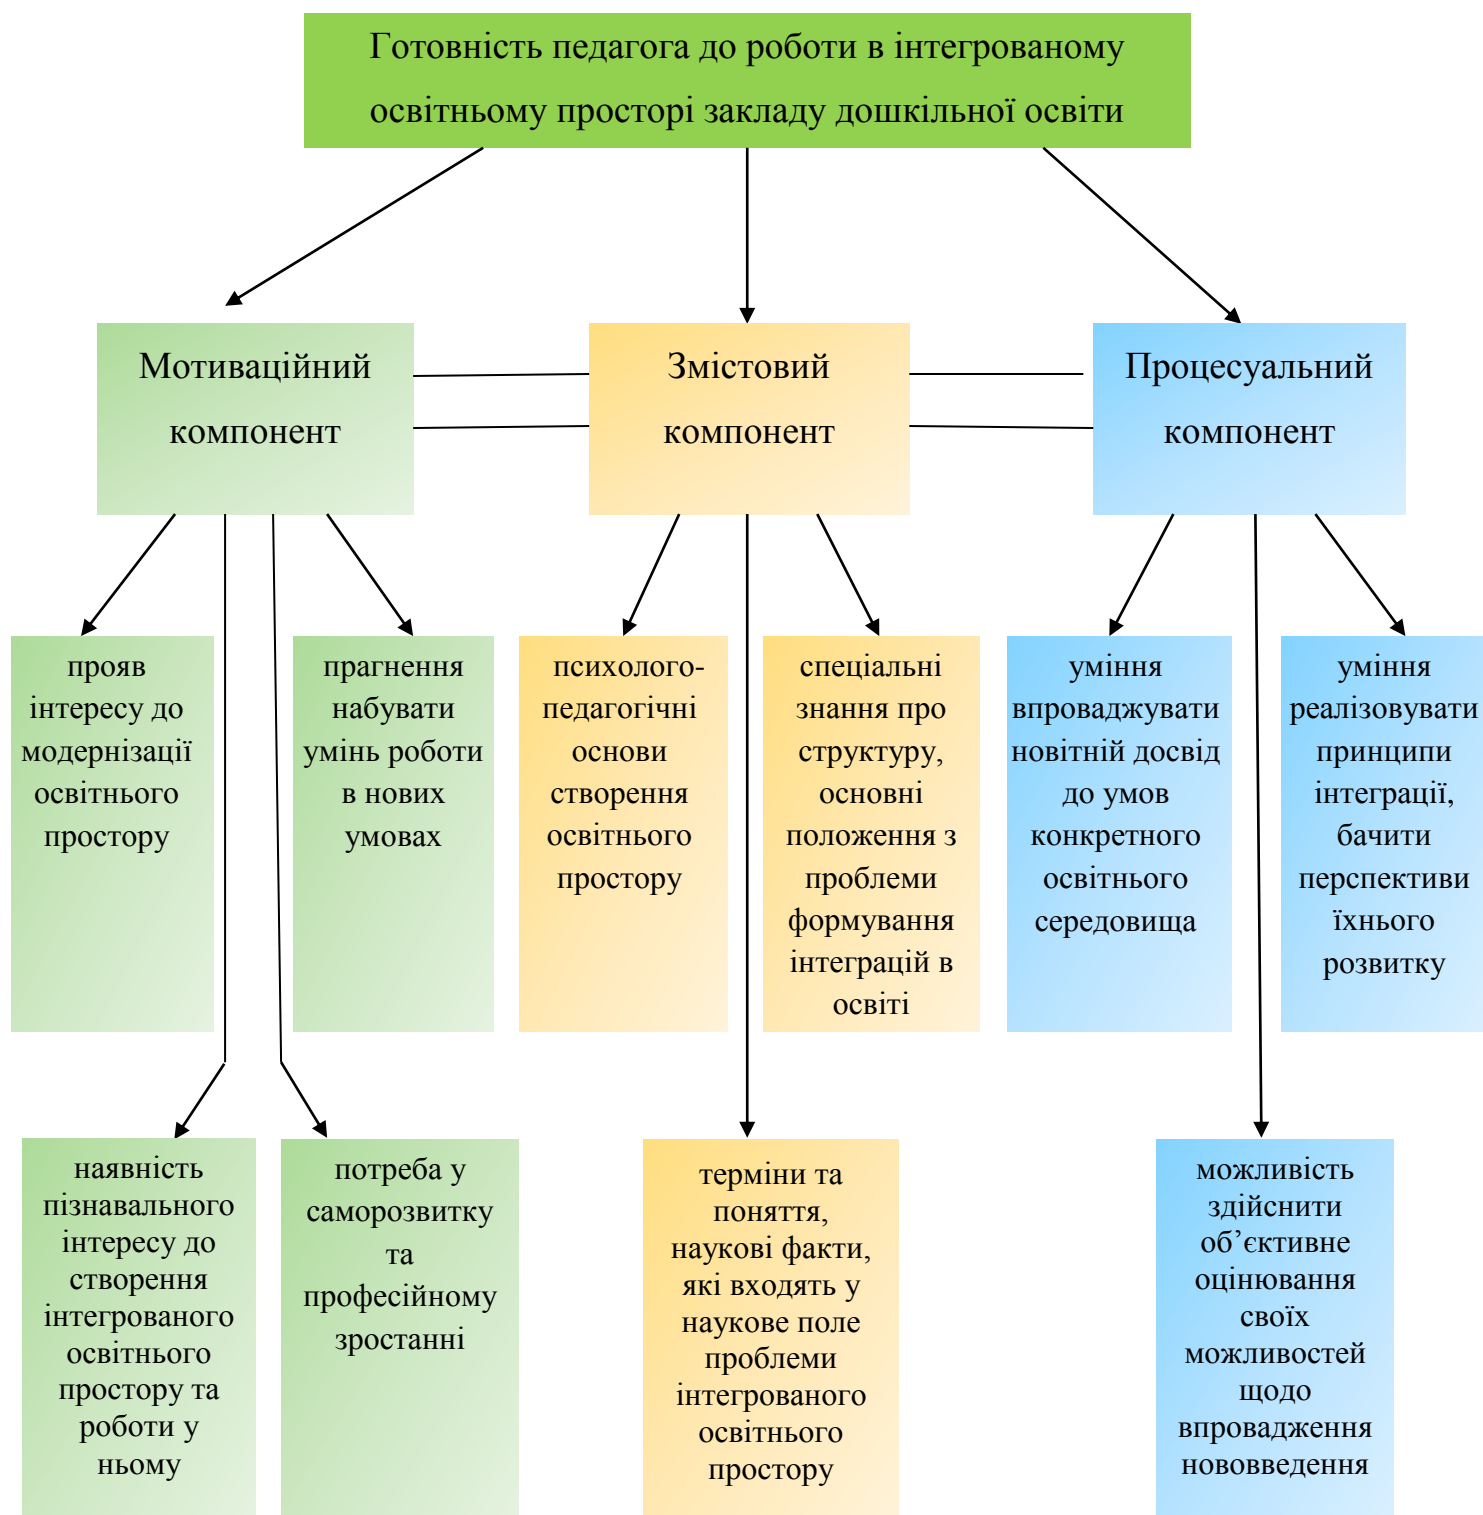 Готовність педагога до роботи в інтегрованому
освітньому просторі закладу дошкільної освіти
Мотиваційний
компонент
Змістовий
компонент
Процесуальний
компонент
прояв
інтересу до
модернізації
освітнього
простору
прагнення
набувати
умінь роботи
в нових
умовах
психолого-
педагогічні
основи
створення
освітнього
простору
спеціальні
знання про
структуру,
основні
положення з
проблеми
формування
інтеграцій в
освіті
уміння
впроваджувати
новітній досвід
до умов
конкретного
освітнього
середовища
уміння
реалізовувати
принципи
інтеграції,
бачити
перспективи
їхнього
розвитку
наявність
пізнавального
інтересу до
створення
інтегрованого
освітнього
простору та
роботи у
ньому
потреба у
саморозвитку
та
професійному
зростанні
терміни та
поняття,
наукові факти,
які входять у
наукове поле
проблеми
інтегрованого
освітнього
простору
можливість
здійснити
об’єктивне
оцінювання
своїх
можливостей
щодо
впровадження
нововведення